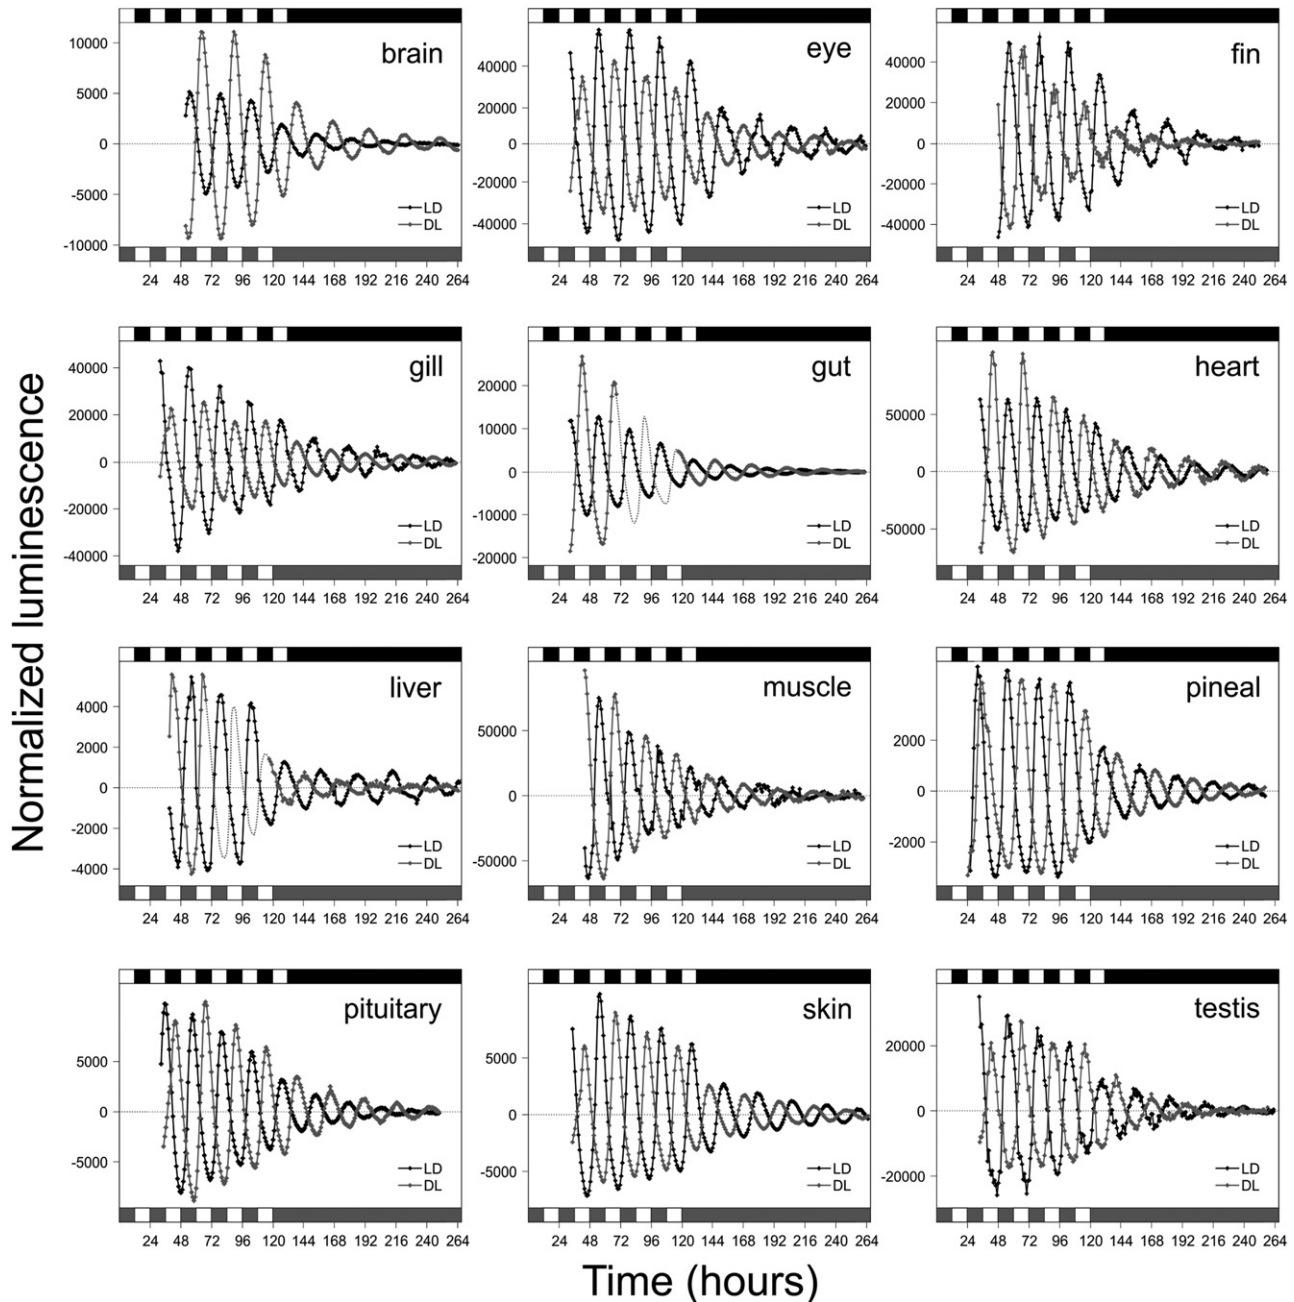 Normalized luminescence
brain
10000
5000
0
-5000
-10000
LD
DL
24 48 72 96 120 144 168 192 216 240 264
eye
40000
20000
0
-20000
-40000
LD
DL
24 48 72 96 120 144 168 192 216 240 264
fin
40000
20000
0
-20000
-40000
LD
DL
24 48 72 96 120 144 168 192 216 240 264
gill
40000
20000
0
-20000
-40000
LD
DL
24 48 72 96 120 144 168 192 216 240 264
gut
20000
10000
0
-10000
-20000
LD
DL
24 48 72 96 120 144 168 192 216 240 264
heart
50000
0
-50000
LD
DL
24 48 72 96 120 144 168 192 216 240 264
liver
4000
2000
0
-2000
-4000
LD
DL
24 48 72 96 120 144 168 192 216 240 264
muscle
50000
0
-50000
LD
DL
24 48 72 96 120 144 168 192 216 240 264
pineal
2000
0
-2000
LD
DL
24 48 72 96 120 144 168 192 216 240 264
pituitary
5000
0
-5000
LD
DL
24 48 72 96 120 144 168 192 216 240 264
skin
5000
0
-5000
LD
DL
24 48 72 96 120 144 168 192 216 240 264
testis
20000
0
-20000
LD
DL
24 48 72 96 120 144 168 192 216 240 264
Time (hours)